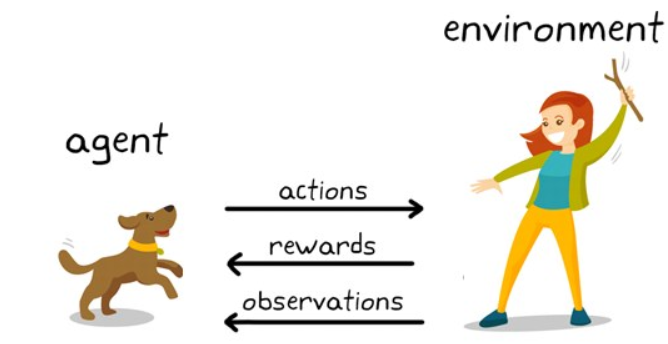 environment
agent
actions
rewards
observations